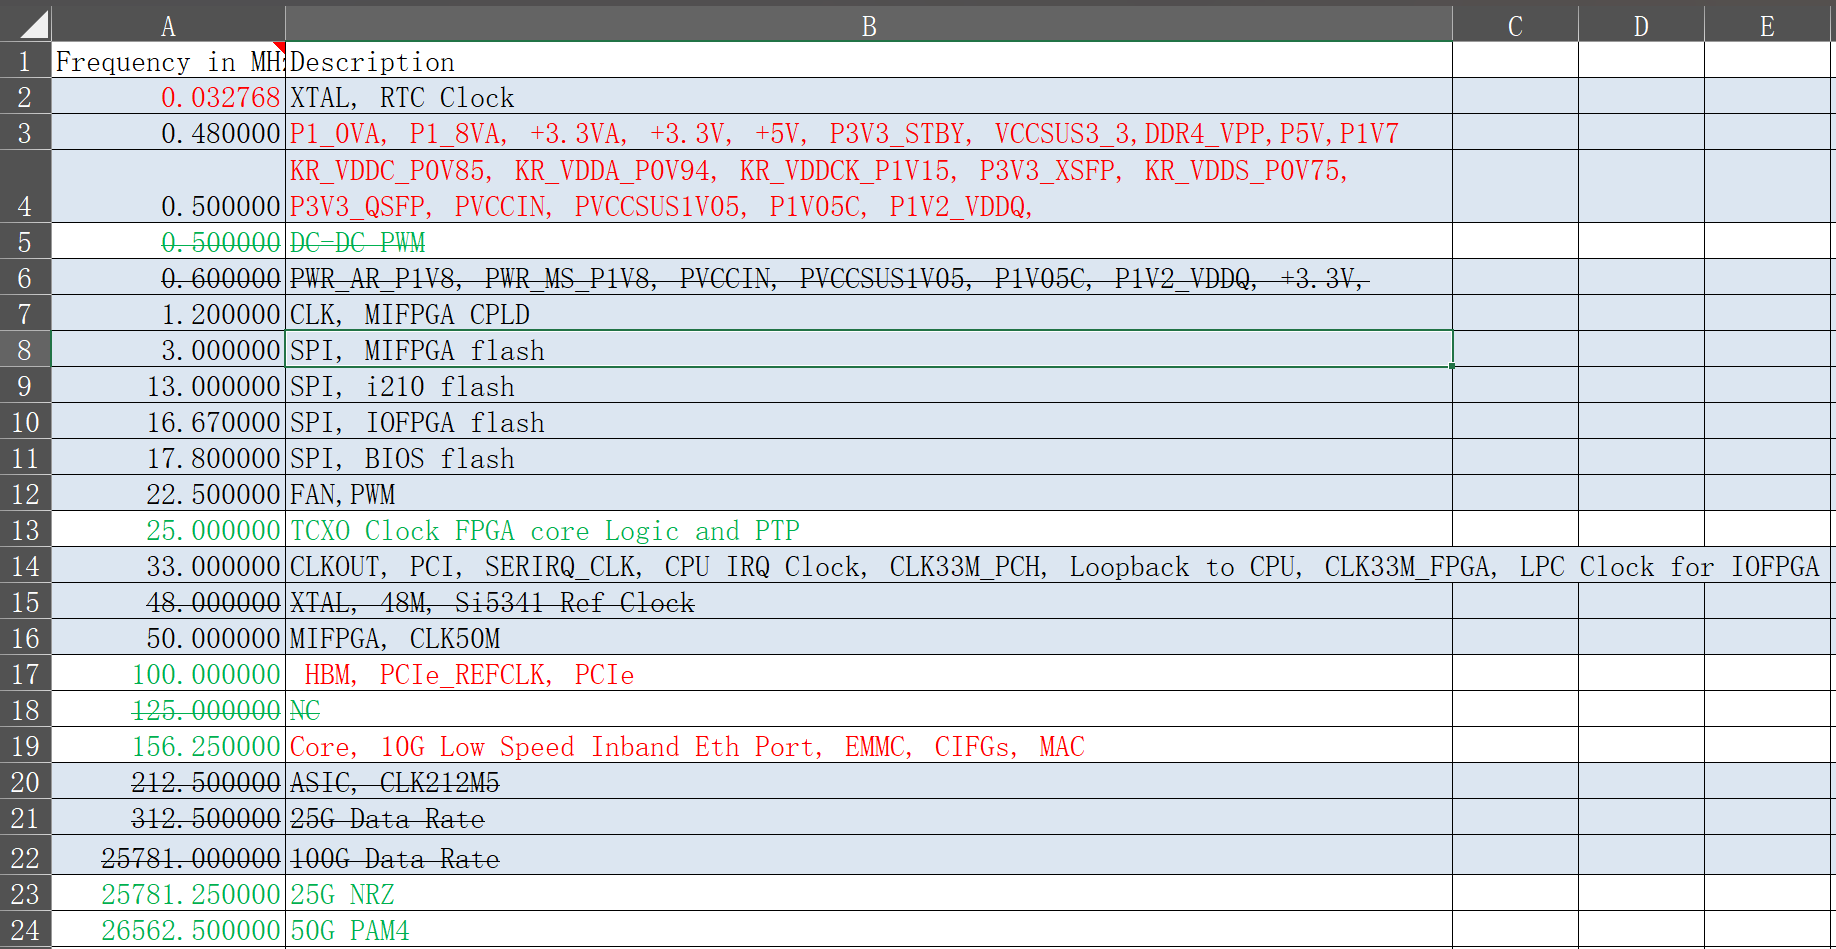 A B C D E
1 Frequency in MHz Description
2 0.032768 XTAL, RTC Clock
3 0.480000 P1_0VA, P1_8VA, +3.3VA, +3.3V, +5V, P3V3_STBY, VCCSUS3_3,DDR4_VPP,P5V,P1V7
KR_VDDC_P0V85, KR_VDDA_P0V94, KR_VDDCK_P1V15, P3V3_XSFP, KR_VDDS_P0V75,
4 0.500000 P3V3_QSFP, PVCCIN, PVCCSUS1V05, P1V05C, P1V2_VDDQ,
5 0.500000 DC-DC PWM
6 0.600000 PWR_AR_P1V8, PWR_MS_P1V8, PVCCIN, PVCCSUS1V05, P1V05C, P1V2_VDDQ, +3.3V,
7 1.200000 CLK, MIFPGA CPLD
8 3.000000 SPI, MIFPGA flash
9 13.000000 SPI, i210 flash
10 16.670000 SPI, IOFPGA flash
11 17.800000 SPI, BIOS flash
12 22.500000 FAN,PWM
13 25.000000 TCXO Clock FPGA core Logic and PTP
14 33.000000 CLKOUT, PCI, SERIRQ_CLK, CPU IRQ Clock, CLK33M_PCH, Loopback to CPU, CLK33M_FPGA, LPC Clock for IOFPGA
15 48.000000 XTAL, 48M, Si5341 Ref Clock
16 50.000000 MIFPGA, CLK50M
17 100.000000 HBM, PCIe_REFCLK, PCIe
18 125.000000 NC
19 156.250000 Core, 10G Low Speed Inband Eth Port, EMMC, CIFGs, MAC
20 212.500000 ASIC, CLK212M5
21 312.500000 25G Data Rate
22 25781.000000 100G Data Rate
23 25781.250000 25G NRZ
24 26562.500000 50G PAM4